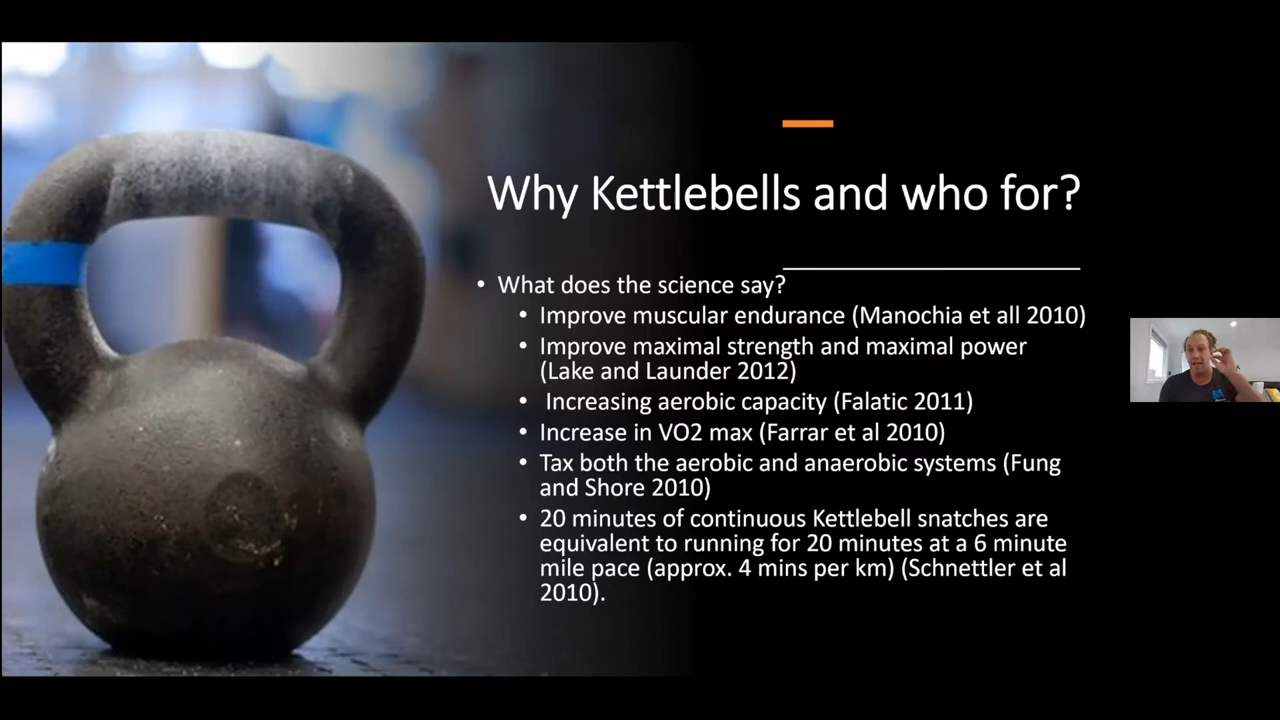 Why Kettlebells and who for?
• What does the science say?
• Improve muscular endurance (Manochia et all 2010)
• Improve maximal strength and maximal power
(Lake and Launder 2012)
• Increasing aerobic capacity (Falatic 2011)
• Increase in VO2 max (Farrar et al 2010)
• Tax both the aerobic and anaerobic systems (Fung
and Shore 2010)
• 20 minutes of continuous Kettlebell snatches are
equivalent to running for 20 minutes at a 6 minute
mile pace (approx. 4 mins per km) (Schnettler et al
2010).